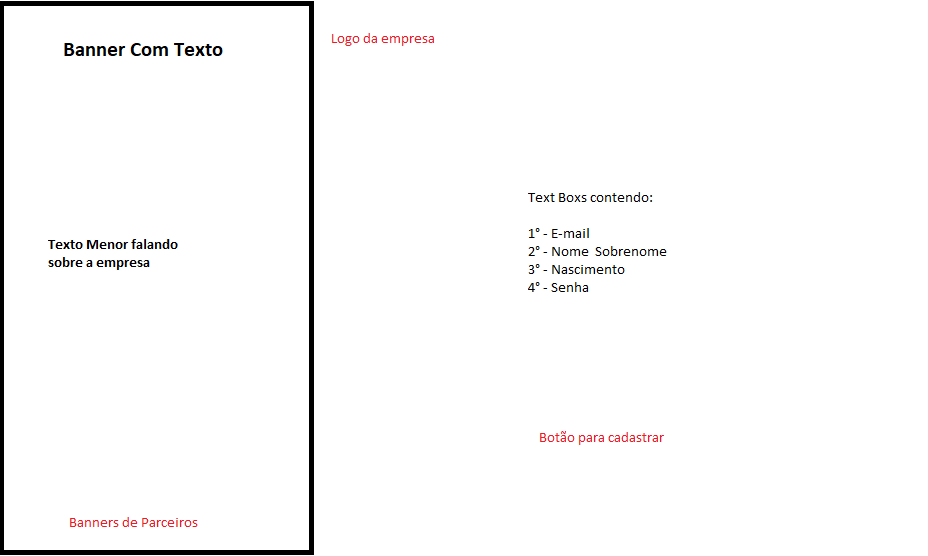 Banner Com Texto
Texto Menor falando
sobre a empresa
Banners de Parceiros
Logo da empresa
Text Boxs contendo:
1° - E-mail
2° - Nome Sobrenome
3° - Nascimento
4° - Senha
Botão para cadastrar